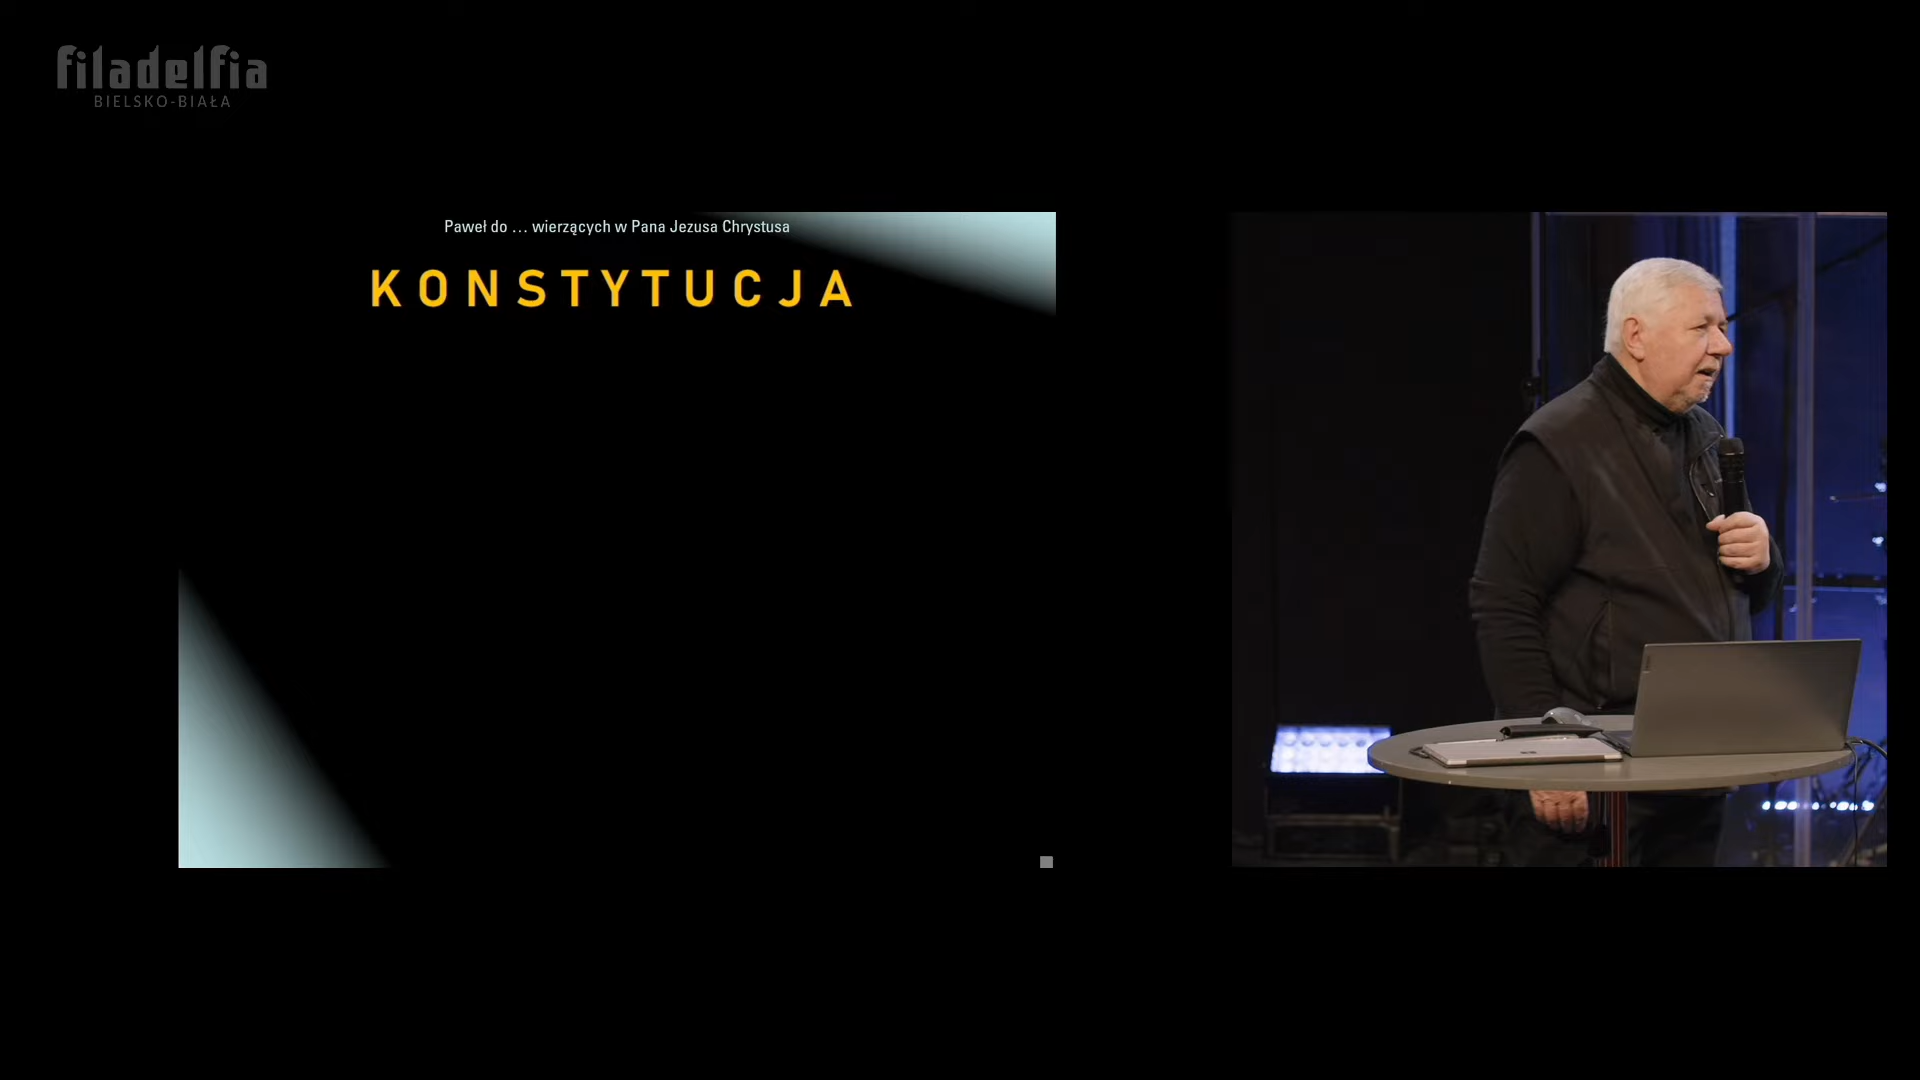 filadelfia
BIELSKO-BIAŁA
Paweł do … wierzących w Pana Jezusa Chrystusa
KONSTYTUCJA